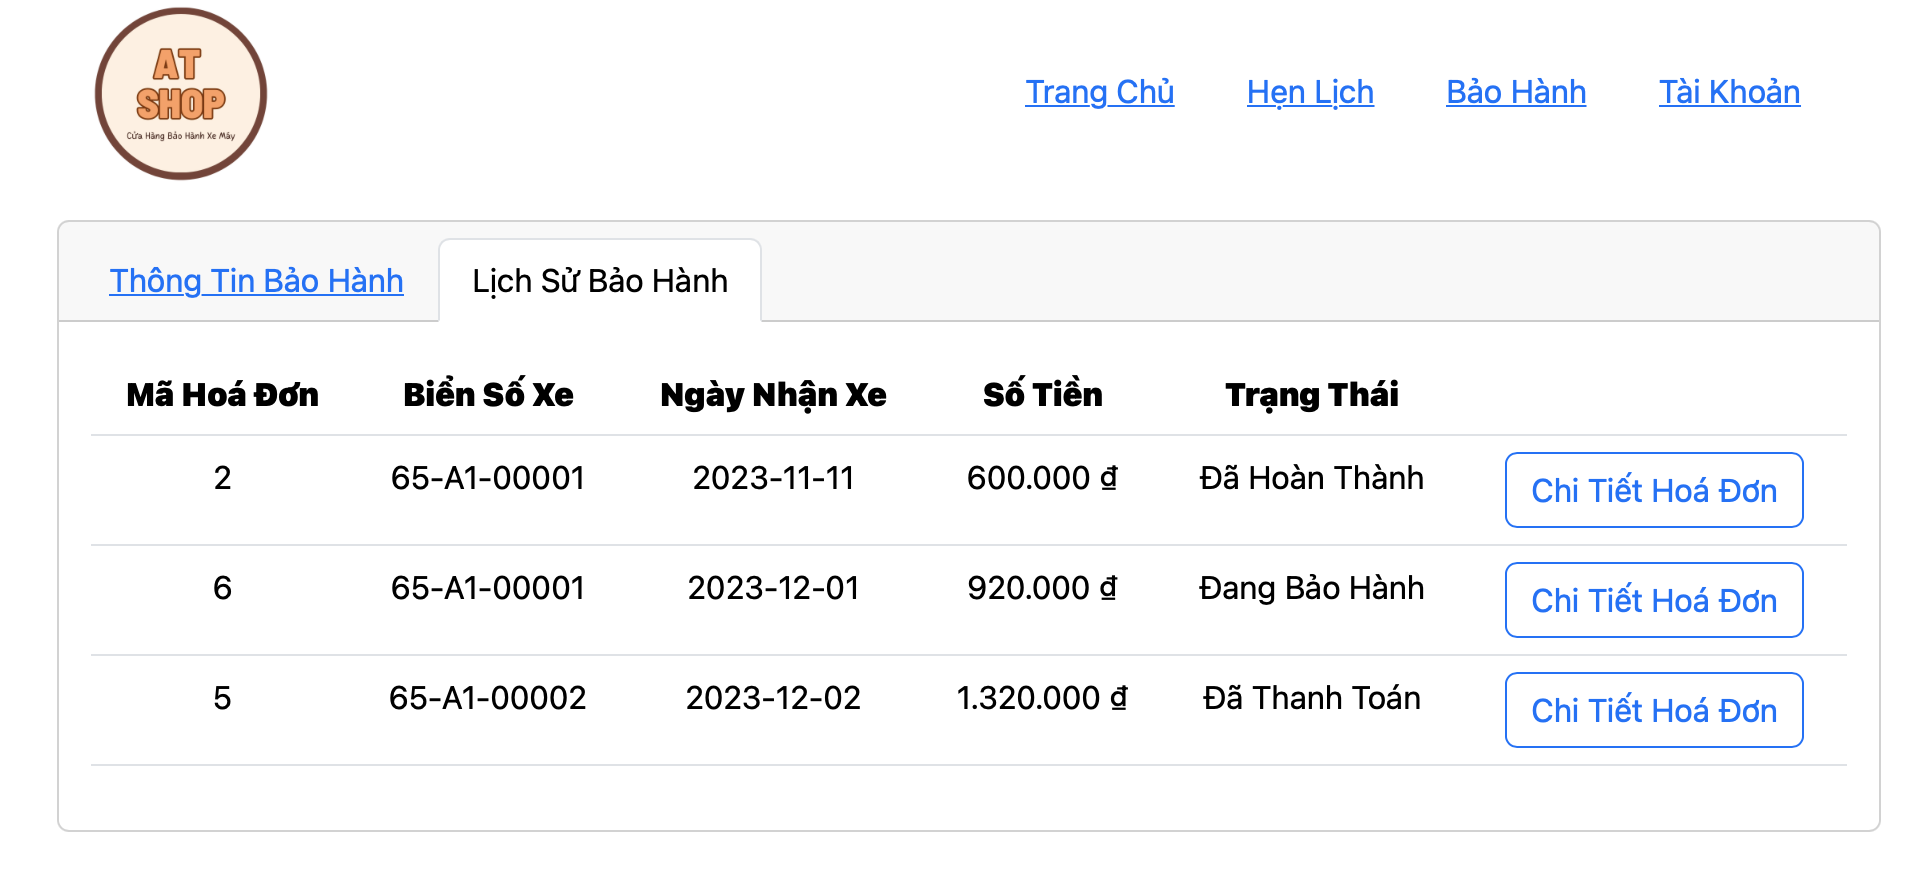 AT
SHOP
Cửa Hàng Bảo Hành Xe Máy
Trang Chủ Hẹn Lịch Bảo Hành Tài Khoản
Thông Tin Bảo Hành Lịch Sử Bảo Hành
Mã Hoá Đơn Biển Số Xe Ngày Nhận Xe Số Tiền Trạng Thái
2 65-A1-00001 2023-11-11 600.000 ₫ Đã Hoàn Thành Chi Tiết Hoá Đơn
6 65-A1-00001 2023-12-01 920.000 ₫ Đang Bảo Hành Chi Tiết Hoá Đơn
5 65-A1-00002 2023-12-02 1.320.000 ₫ Đã Thanh Toán Chi Tiết Hoá Đơn